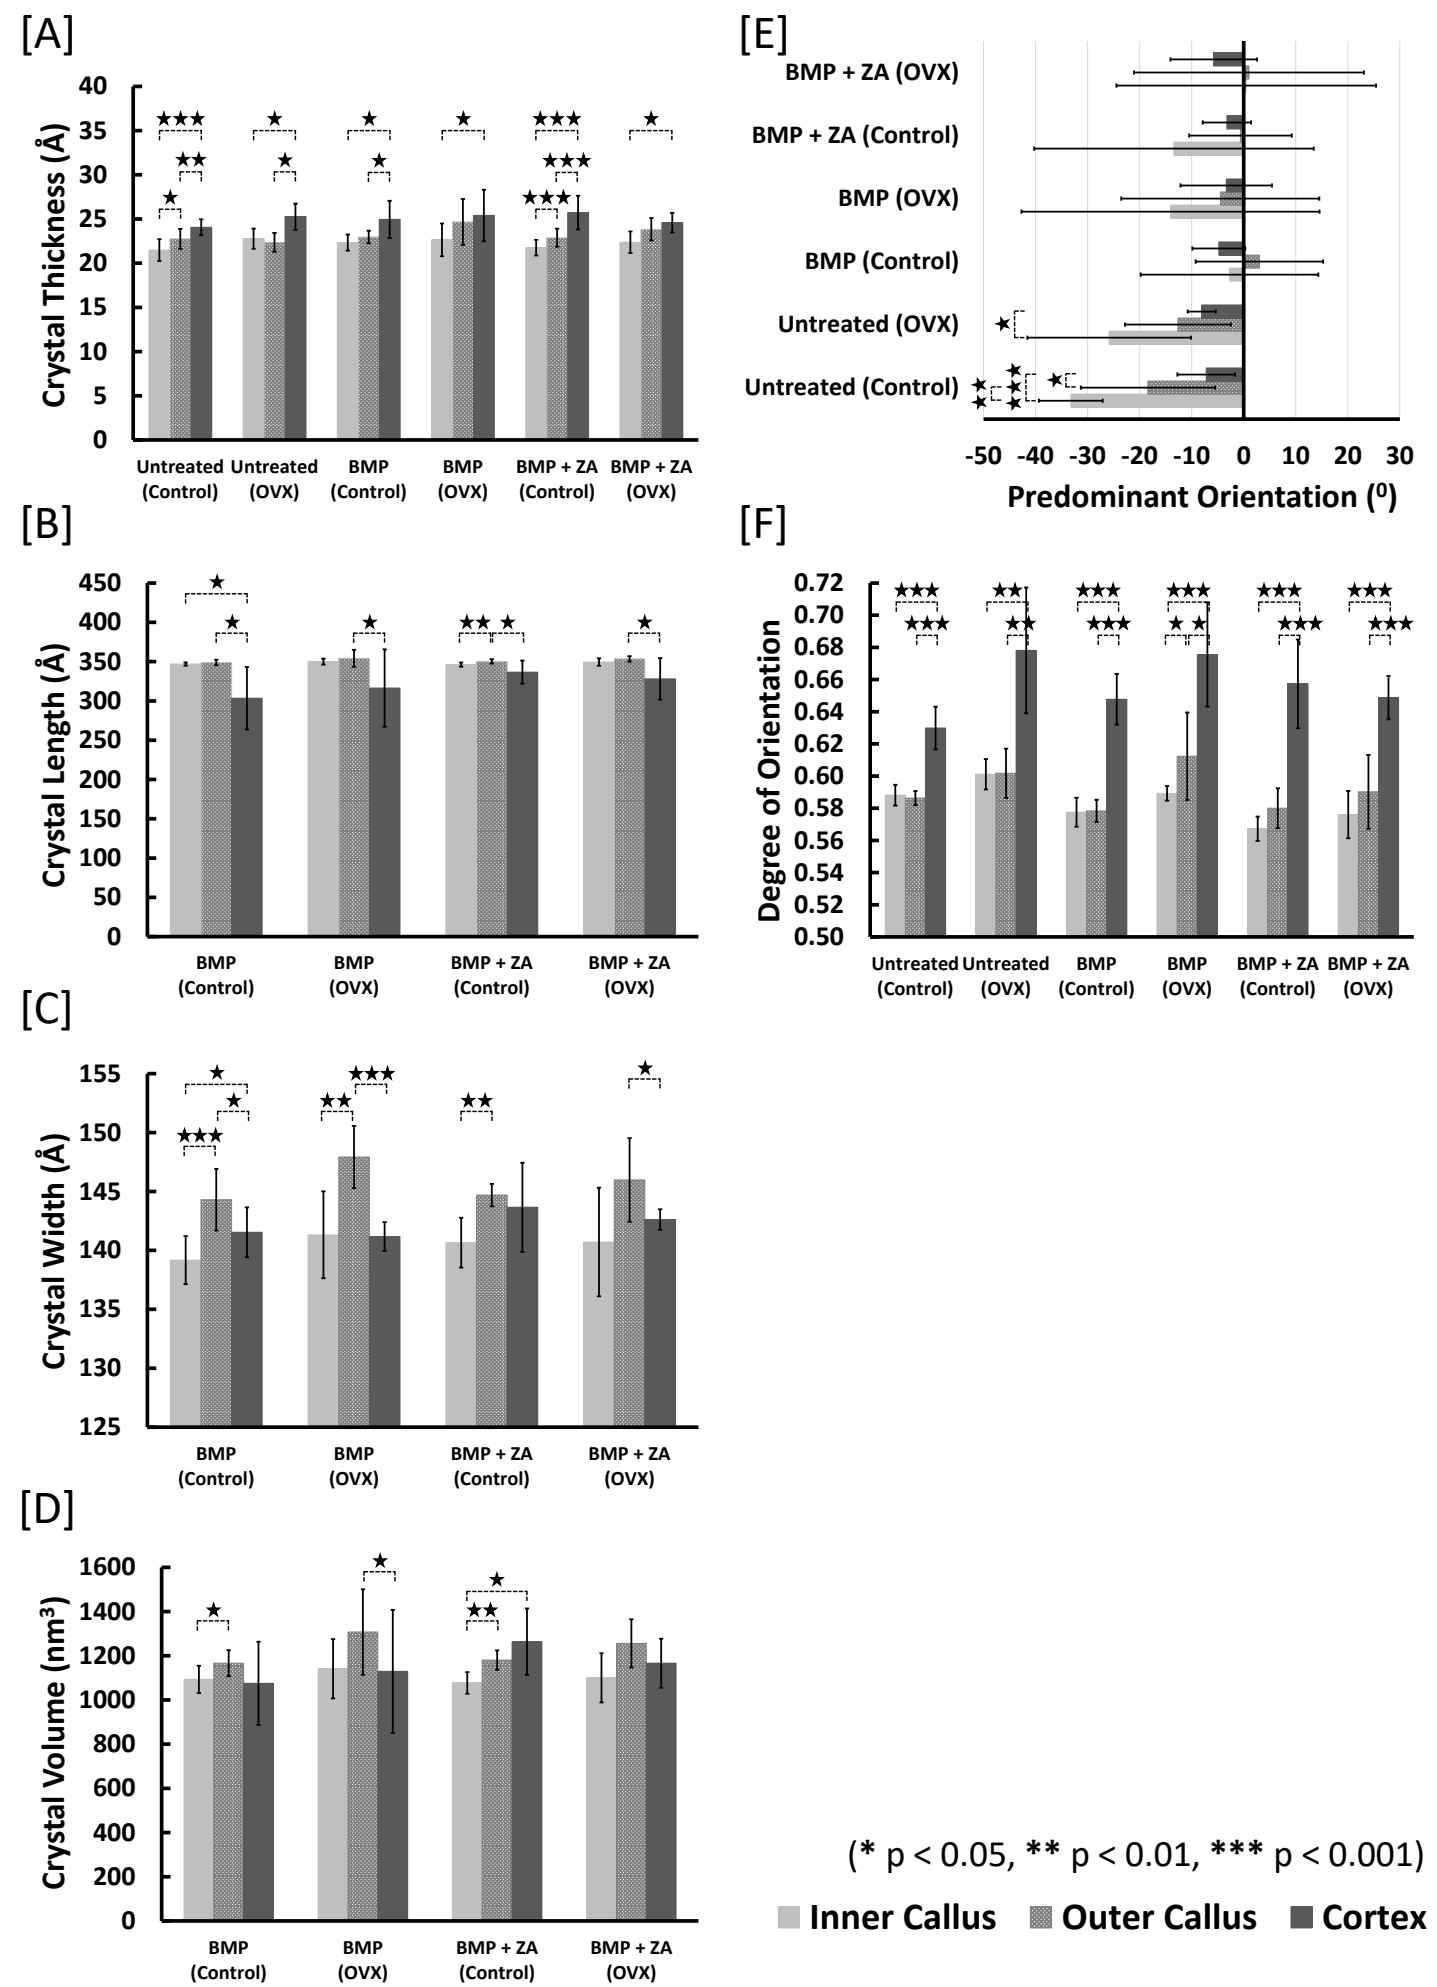 [A]
Crystal Thickness (Å)
40
35
30
25
20
15
10
5
0
★★★
★★
★
★
★
★
★
★
★★★
★★★
★★★
★
Untreated Untreated BMP BMP BMP + ZA BMP + ZA
(Control) (OVX) (Control) (OVX) (Control) (OVX)
[B]
Crystal Length (Å)
450
400
350
300
250
200
150
100
50
0
★
★ ★ ★★ ★ ★
BMP BMP BMP + ZA BMP + ZA
(Control) (OVX) (Control) (OVX)
[C]
Crystal Width (Å)
155
150
145
140
135
130
125
★ ★★★ ★
★ ★★ ★★
★★★
BMP BMP BMP + ZA BMP + ZA
(Control) (OVX) (Control) (OVX)
[D]
Crystal Volume (nm³)
1600
1400
1200
1000
800
600
400
200
0
★
★
★ ★★
BMP BMP BMP + ZA BMP + ZA
(Control) (OVX) (Control) (OVX)
[E]
BMP + ZA (OVX)
BMP + ZA (Control)
BMP (OVX)
BMP (Control)
Untreated (OVX)
★
Untreated (Control)
★★ ★★★ ★
-50 -40 -30 -20 -10 0 10 20 30
Predominant Orientation (⁰)
[F]
Degree of Orientation
0.72
0.70
0.68
0.66
0.64
0.62
0.60
0.58
0.56
0.54
0.52
0.50
★★★ ★★ ★★★ ★★★ ★★★ ★★★
★★★ ★★ ★★★ ★ ★ ★★★ ★★★
Untreated Untreated BMP BMP BMP + ZA BMP + ZA
(Control) (OVX) (Control) (OVX) (Control) (OVX)
(* p < 0.05, ** p < 0.01, *** p < 0.001)
Inner Callus Outer Callus Cortex